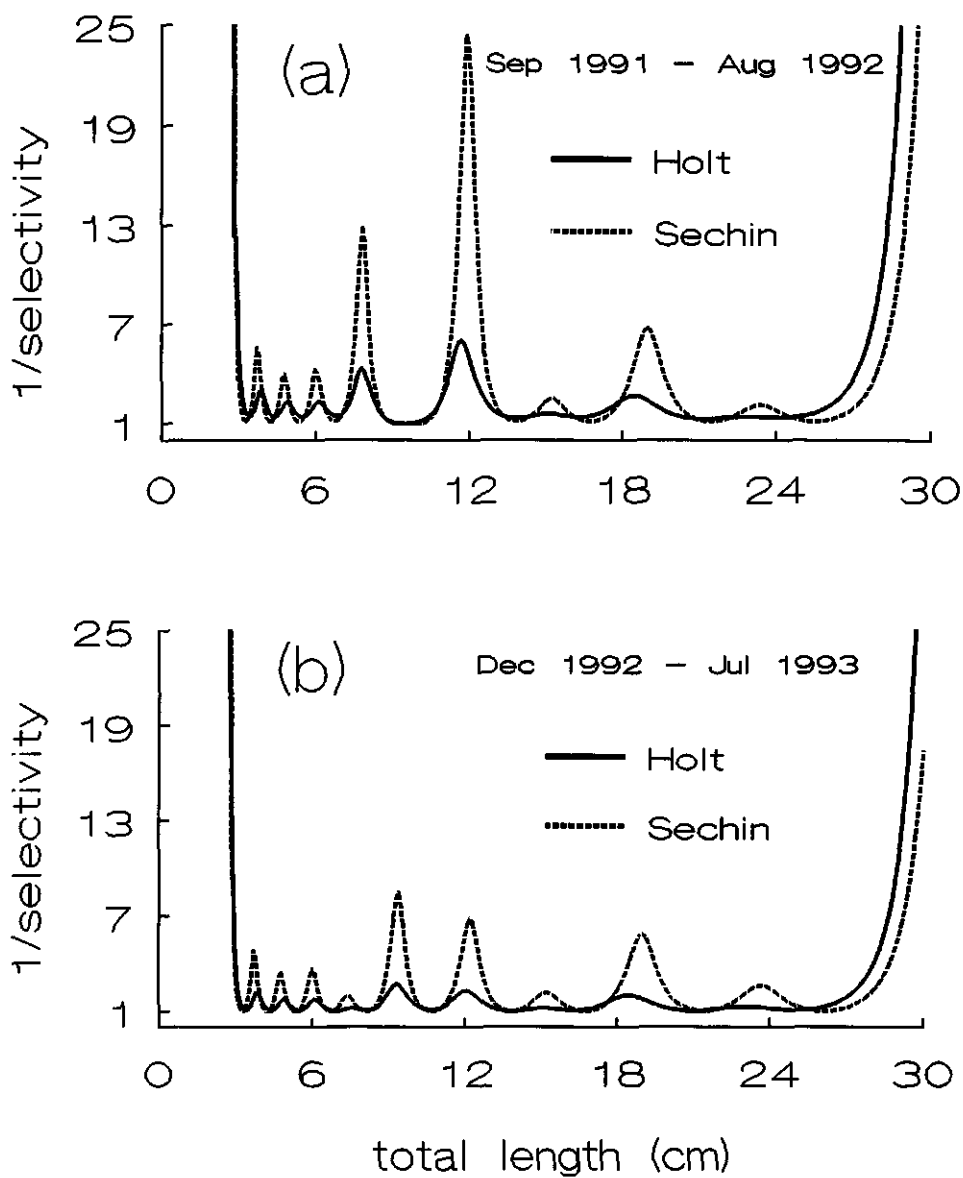 25
(a)
Sep 1991 - Aug 1992
19
Holt
13
Sechin
7
1
1/selectivity
0 6 12 18 24 30
25
(b)
Dec 1992 - Jul 1993
19
Holt
13
Sechin
7
1
1/selectivity
0 6 12 18 24 30
total length (cm)